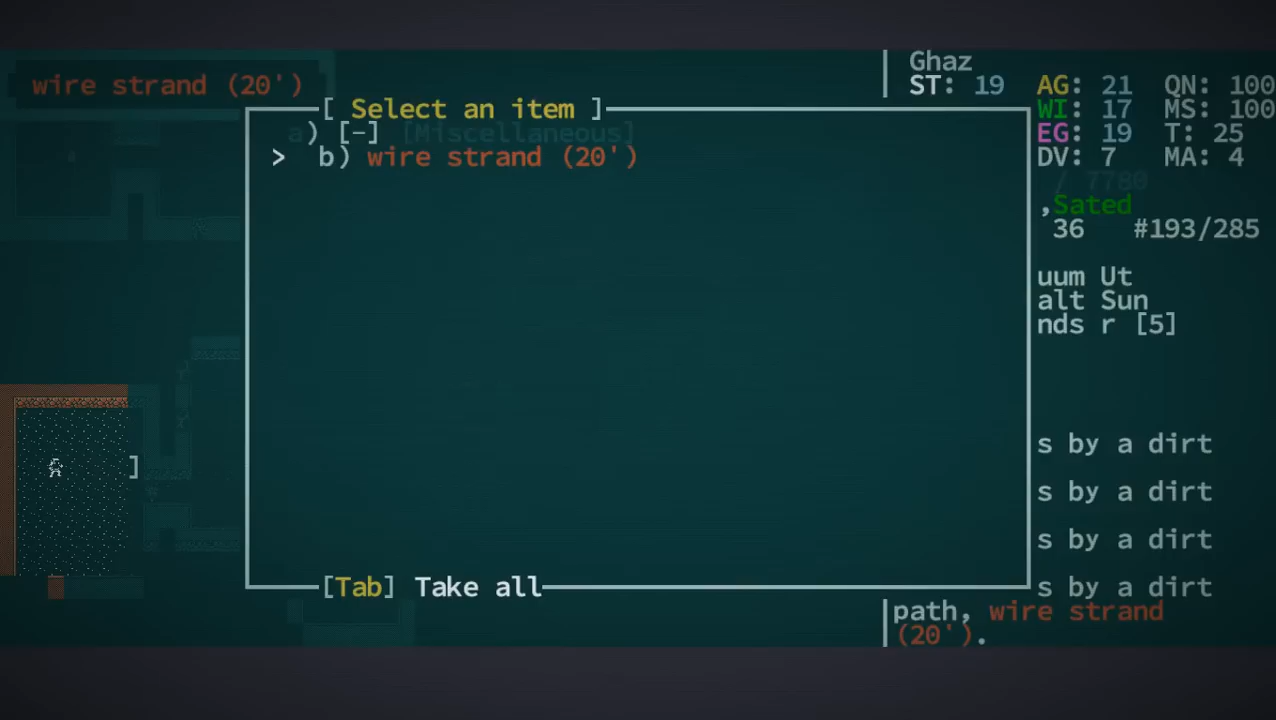 wire strand (20')
[ Select an item ]
a) [-] [Miscellaneous]
> b) wire strand (20')
[Tab] Take all
Ghaz
ST: 19 AG: 21 QN: 100
WI: 17 MS: 100
EG: 19 T: 25
DV: 7 MA: 4
/ 7780
,Sated
36 #193/285
uum Ut
alt Sun
nds r [5]
]
s by a dirt
s by a dirt
s by a dirt
s by a dirt
path, wire strand
(20').